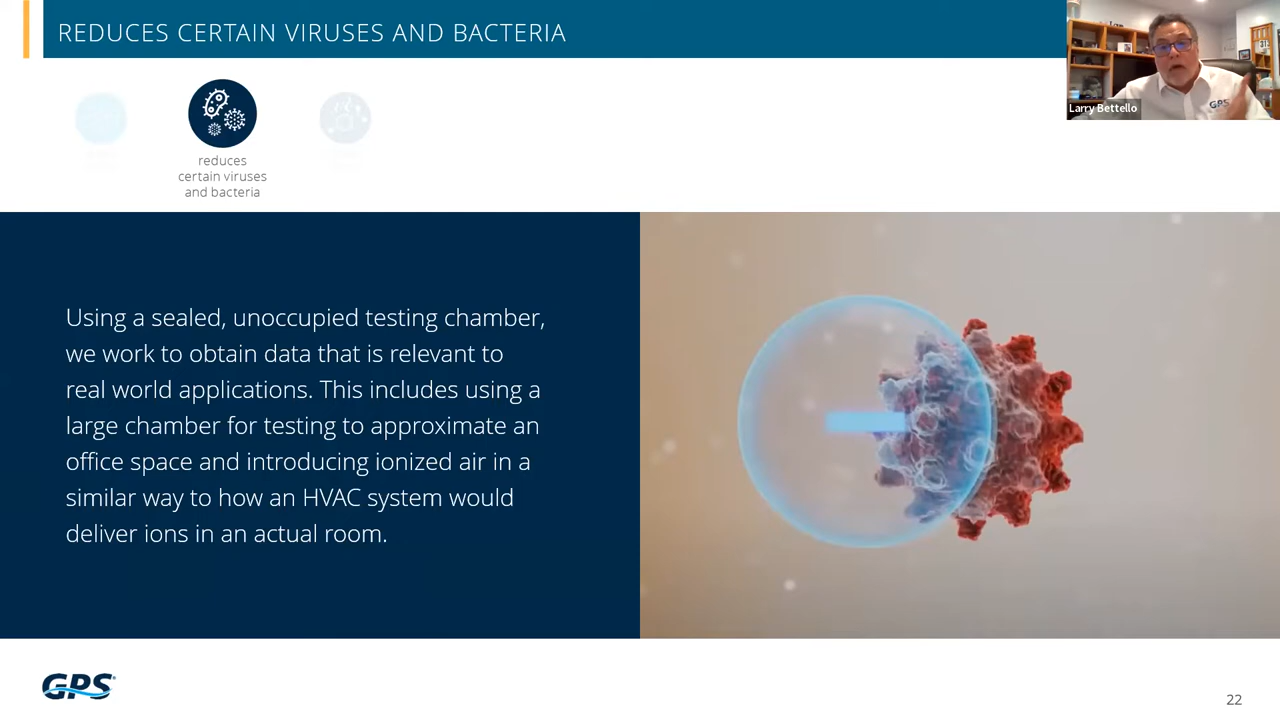 REDUCES CERTAIN VIRUSES AND BACTERIA
GPS
Larry Bettello
reduces
certain viruses
and bacteria
Using a sealed, unoccupied testing chamber,
we work to obtain data that is relevant to
real world applications. This includes using a
large chamber for testing to approximate an
office space and introducing ionized air in a
similar way to how an HVAC system would
deliver ions in an actual room.
GPS
22